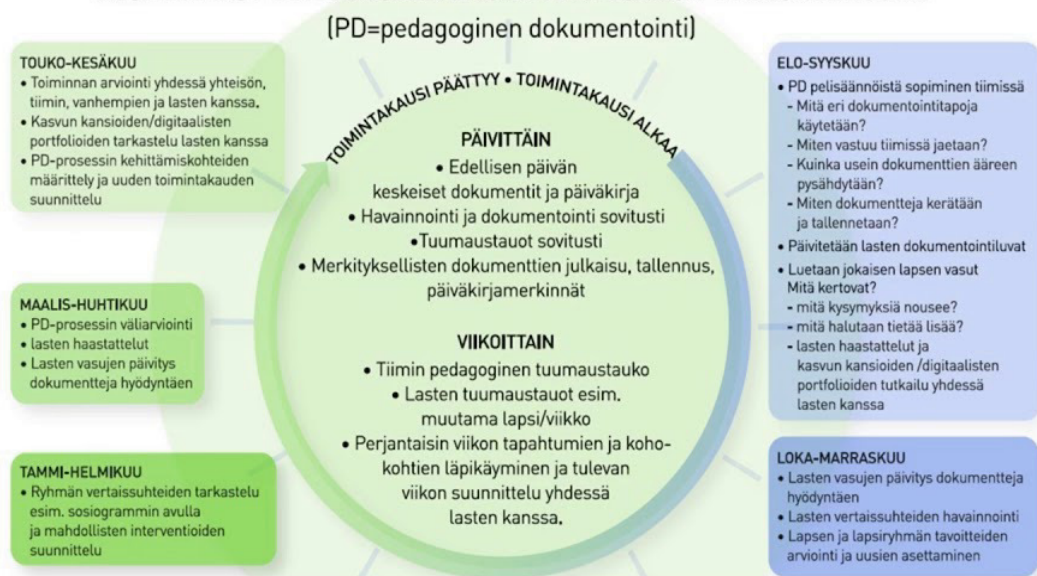 (PD=pedagoginen dokumentointi)
TOIMINTAKAUSI PÄÄTTYY • TOIMINTAKAUSI ALKAA
TOUKO-KESÄKUU
• Toiminnan arviointi yhdessä yhteisön,
tiimin, vanhempien ja lasten kanssa.
• Kasvun kansioiden/digitaalisten
portfolioiden tarkastelu lasten kanssa
• PD-prosessin kehittämiskohteiden
määrittely ja uuden toimintakauden
suunnittelu
MAALIS-HUHTIKUU
• PD-prosessin väliarviointi
• lasten haastattelut
• Lasten vasujen päivitys
dokumentteja hyödyntäen
TAMMI-HELMIKUU
• Ryhmän vertaissuhteiden tarkastelu
esim. sosiogrammin avulla
ja mahdollisten interventioiden
suunnittelu
PÄIVITTÄIN
• Edellisen päivän
keskeiset dokumentit ja päiväkirja
• Havainnointi ja dokumentointi sovitusti
•Tuumaustauot sovitusti
• Merkityksellisten dokumenttien julkaisu, tallennus,
päiväkirjamerkinnät
VIIKOITTAIN
• Tiimin pedagoginen tuumaustauko
• Lasten tuumaustauot esim.
muutama lapsi/viikko
• Perjantaisin viikon tapahtumien ja koho-
kohtien läpikäyminen ja tulevan
viikon suunnittelu yhdessä
lasten kanssa.
ELO-SYYSKUU
• PD pelisäännöistä sopiminen tiimissä
- Mitä eri dokumentointitapoja
käytetään?
- Miten vastuu tiimissä jaetaan?
- Kuinka usein dokumenttien ääreen
pysähdytään?
- Miten dokumentteja kerätään
ja tallennetaan?
• Päivitetään lasten dokumentointiluvat
• Luetaan jokaisen lapsen vasut
Mitä kertovat?
- mitä kysymyksiä nousee?
- mitä halutaan tietää lisää?
- lasten haastattelut ja
kasvun kansioiden /digitaalisten
portfolioiden tutkailu yhdessä
lasten kanssa
LOKA-MARRASKUU
• Lasten vasujen päivitys dokumentteja
hyödyntäen
• Lasten vertaissuhteiden havainnointi
• Lapsen ja lapsiryhmän tavoitteiden
arviointi ja uusien asettaminen